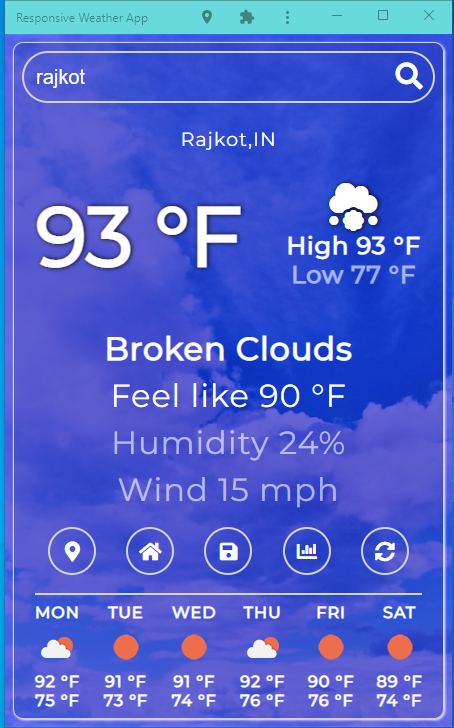 Responsive Weather App
rajkot
Rajkot,IN
93 °F
High 93 °F
Low 77 °F
Broken Clouds
Feel like 90 °F
Humidity 24%
Wind 15 mph
MON TUE WED THU FRI SAT
92 °F 91 °F 91 °F 92 °F 90 °F 89 °F
75 °F 73 °F 74 °F 76 °F 76 °F 74 °F